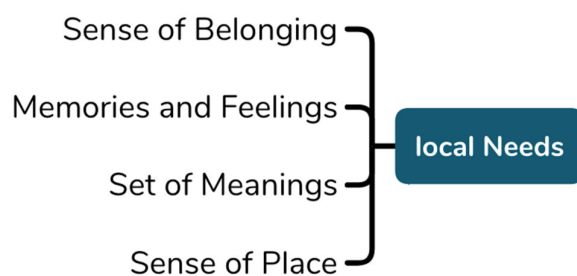 Sense of Belonging
Memories and Feelings
Set of Meanings
Sense of Place
local Needs